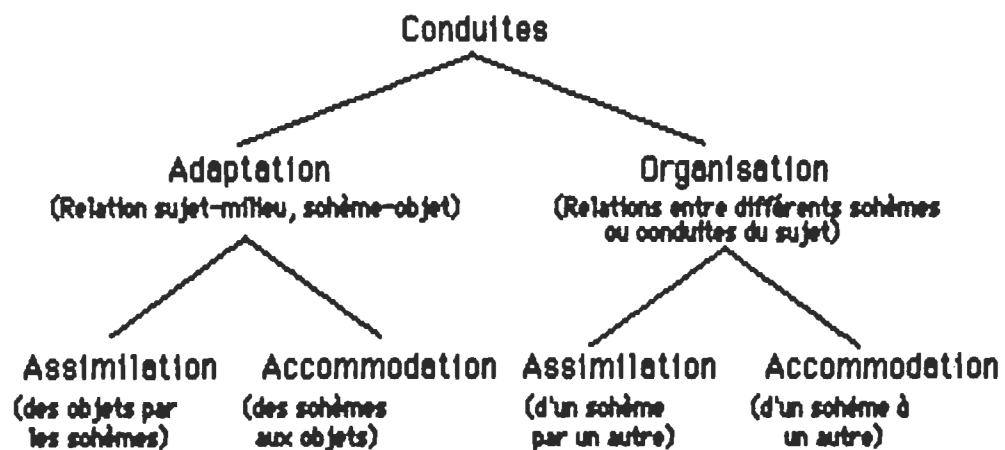 Conduites
Adaptation
(Relation sujet-milieu, schème-objet)
Organisation
(Relations entre différents schèmes
ou conduites du sujet)
Assimilation
(des objets par
les schèmes)
Accommodation
(des schèmes
aux objets)
Assimilation
(d'un schème
par un autre)
Accommodation
(d'un schème à
un autre)